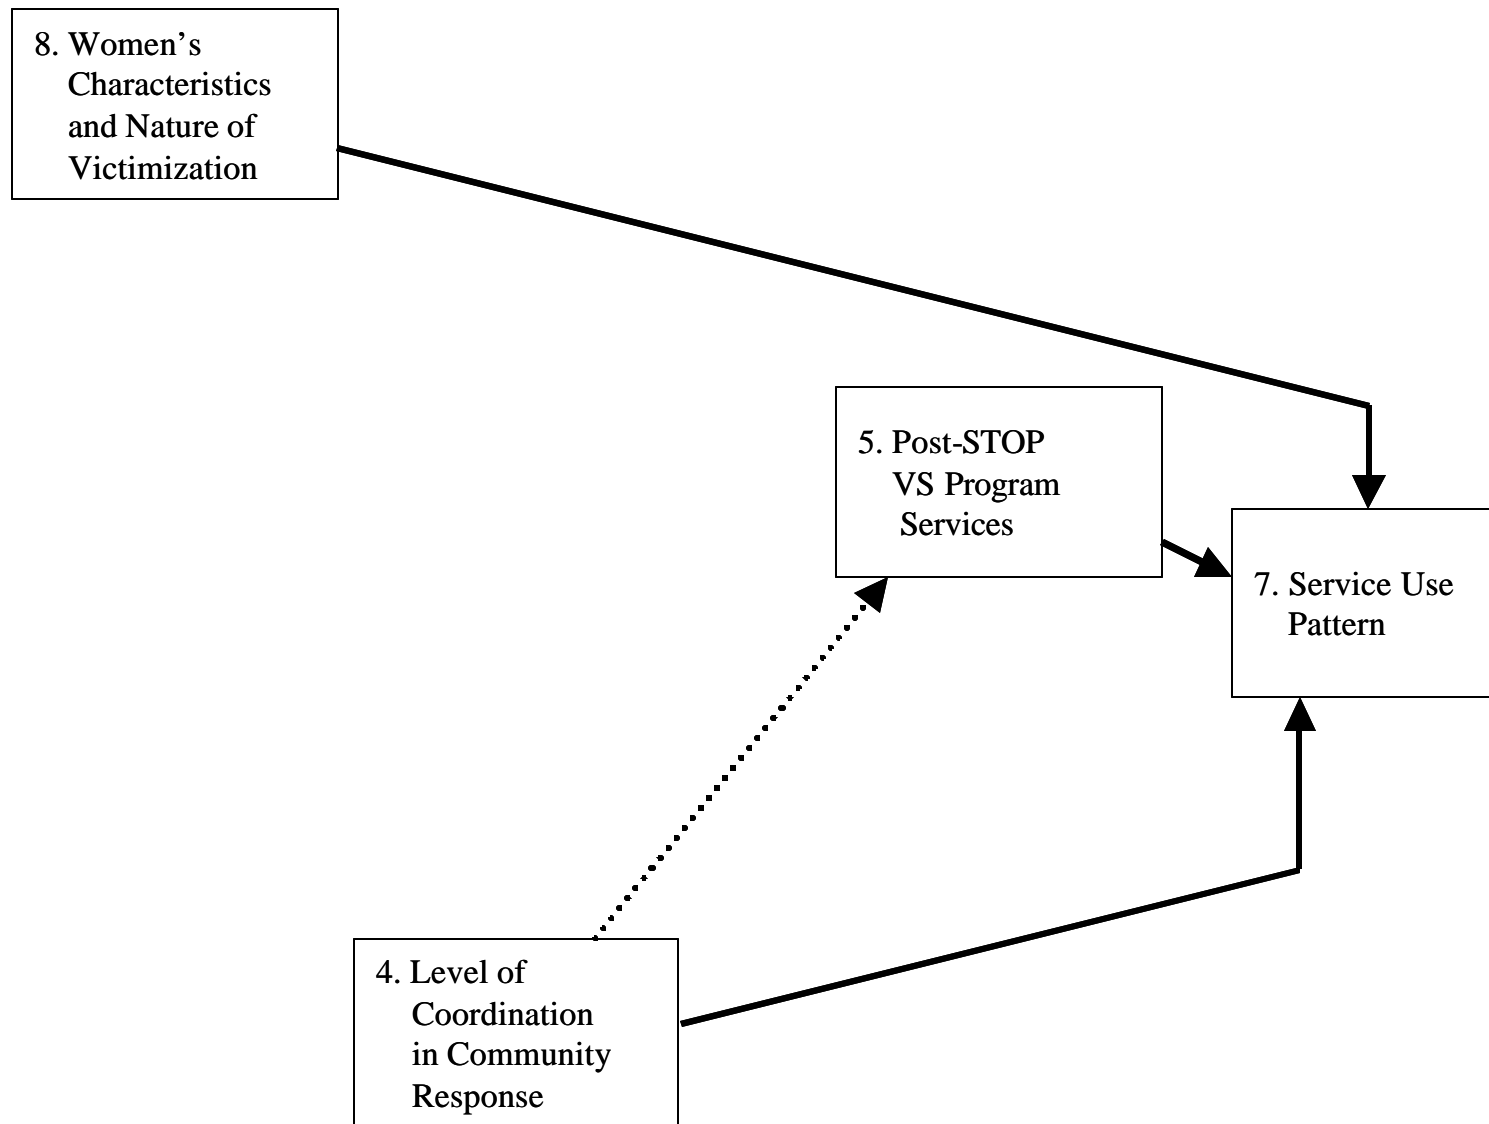 8. Women’s
Characteristics
and Nature of
Victimization
5. Post-STOP
VS Program
Services
7. Service Use
Pattern
4. Level of
Coordination
in Community
Response